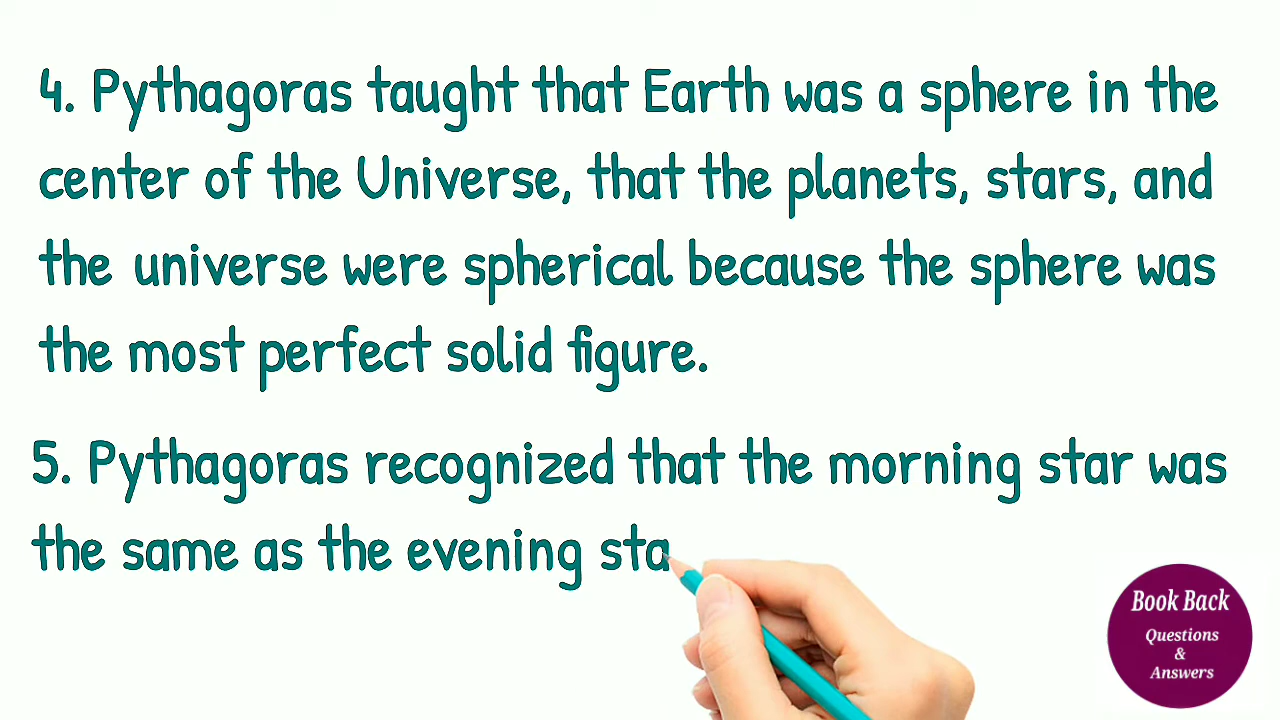 4. Pythagoras taught that Earth was a sphere in the
center of the Universe, that the planets, stars, and
the universe were spherical because the sphere was
the most perfect solid figure.
5. Pythagoras recognized that the morning star was
the same as the evening sta
Book Back
Questions
&
Answers